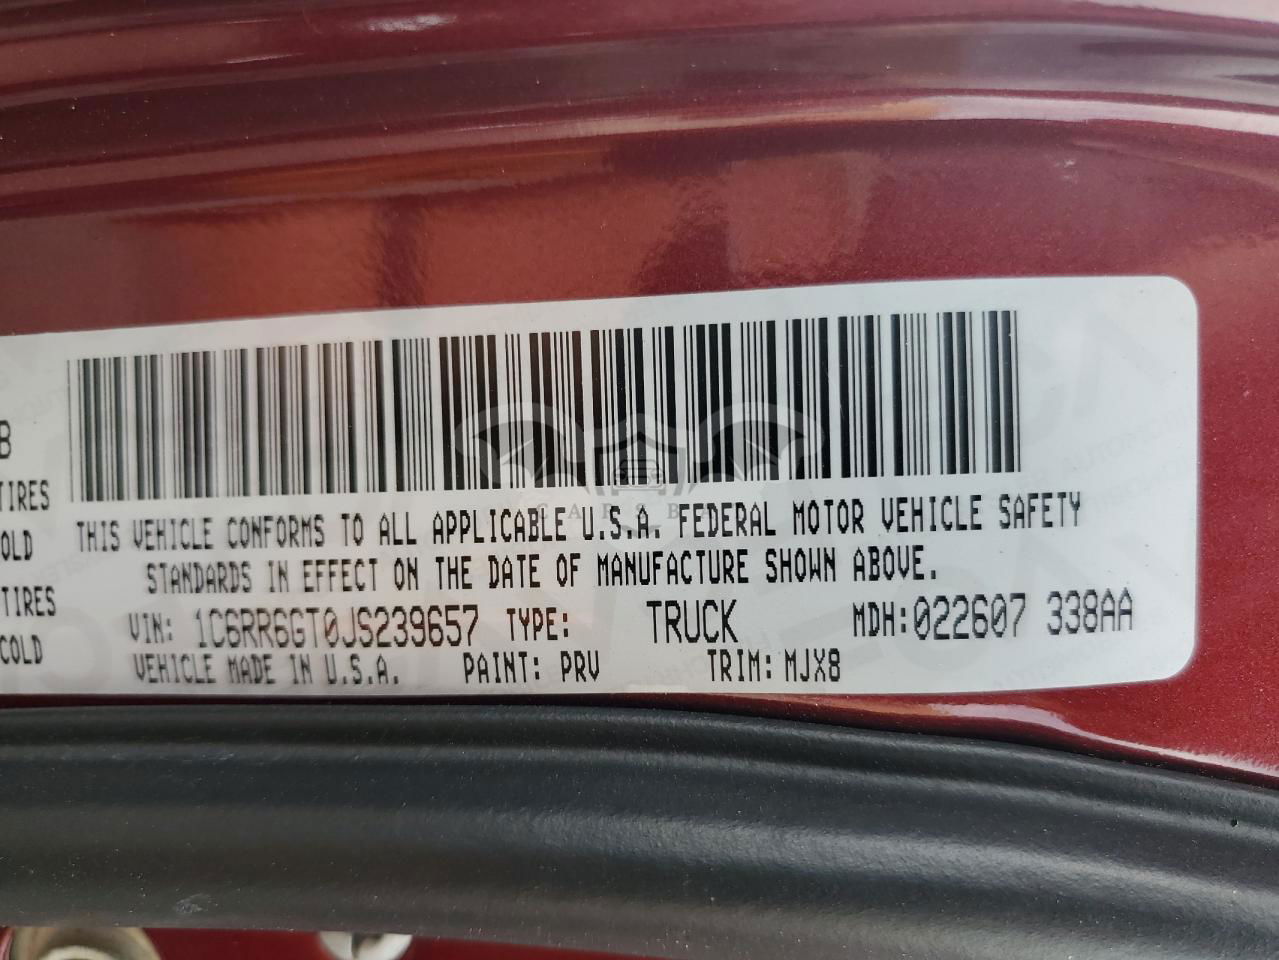 B
TIRES
COLD
TIRES
COLD
THIS VEHICLE CONFORMS TO ALL APPLICABLE U.S.A. FEDERAL MOTOR VEHICLE SAFETY
STANDARDS IN EFFECT ON THE DATE OF MANUFACTURE SHOWN ABOVE.
VIN: 1C6RR6GT0JS239657 TYPE: TRUCK MDH:022607 338AA
VEHICLE MADE IN U.S.A. PAINT: PRV TRIM: MJX8